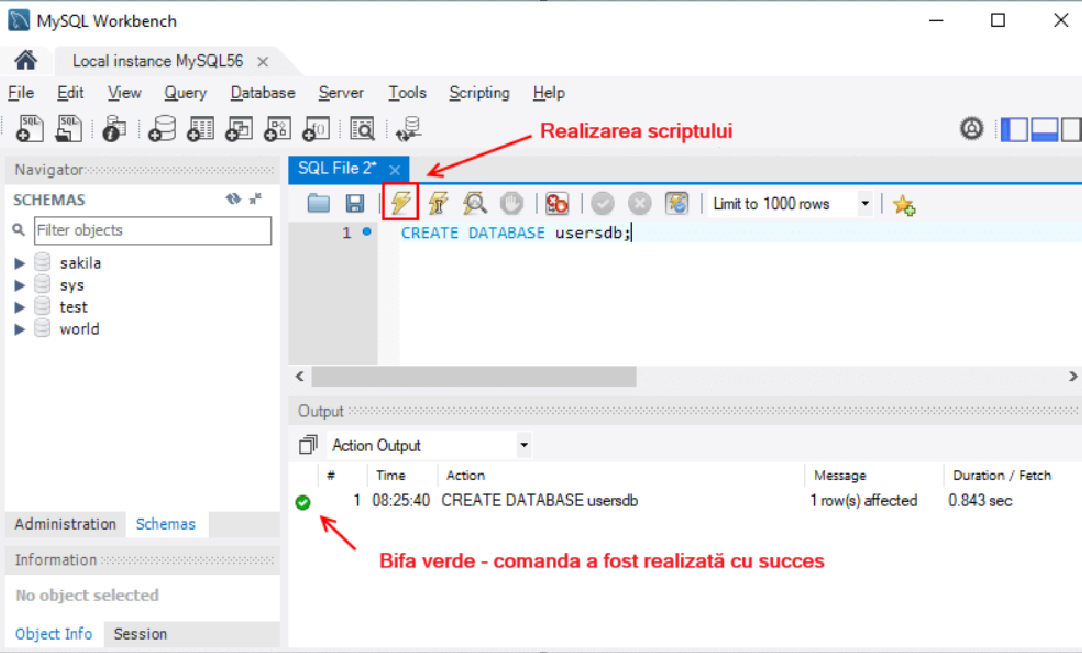 MySQL Workbench
Local instance MySQL56
File Edit View Query Database Server Tools Scripting Help
SQL SQL
Realizarea scriptului
Navigator
SQL File 2*
SCHEMAS
Limit to 1000 rows
Filter objects
1 CREATE DATABASE usersdb;
sakila
sys
test
world
Output
Action Output
# Time Action Message Duration / Fetch
1 08:25:40 CREATE DATABASE usersdb 1 row(s) affected 0.843 sec
Administration Schemas
Bifa verde - comanda a fost realizată cu succes
Information
No object selected
Object Info Session